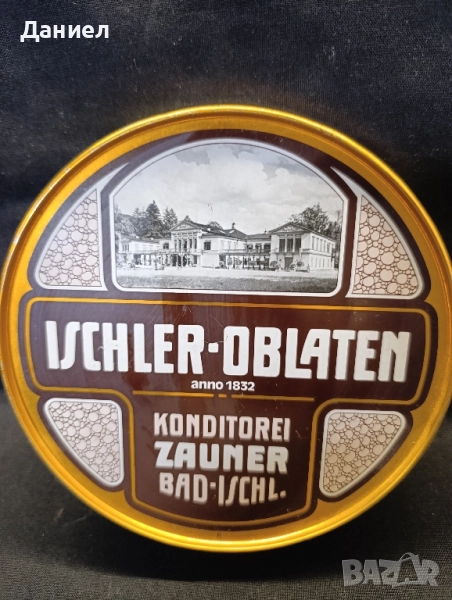 Даниел
ISCHLER-OBLATEN
anno 1832
KONDITOREI
ZAUNER
BAD-ISCHL.
BAZAR